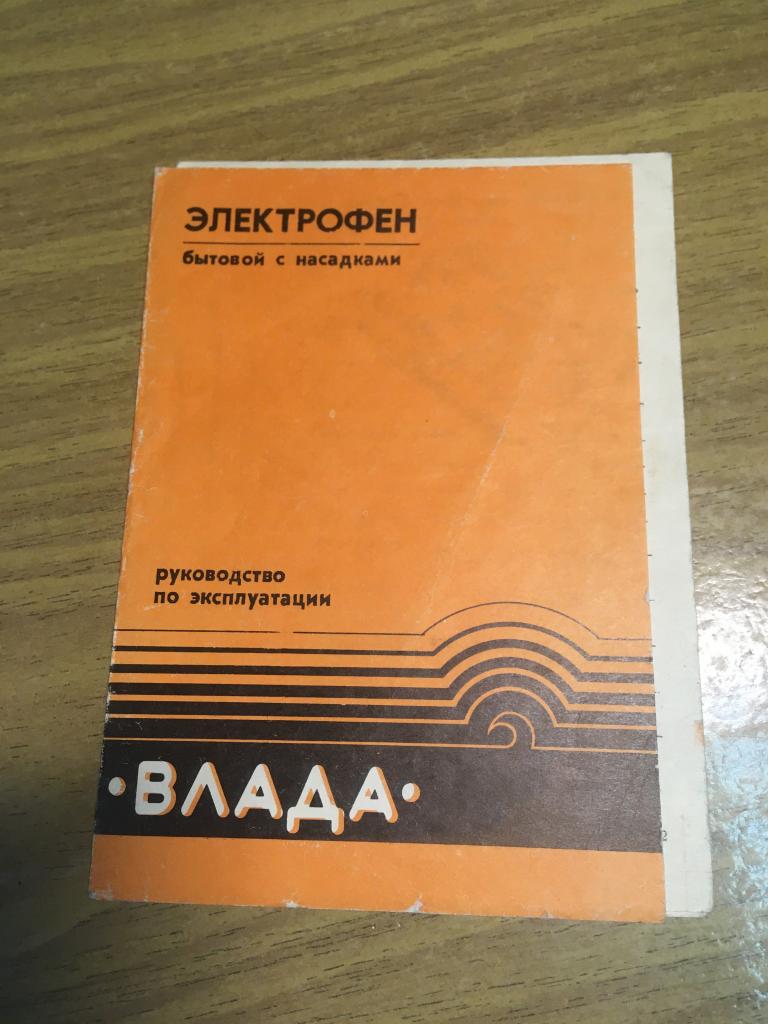 ЭЛЕКТРОФЕН
бытовой с насадками
руководство
по эксплуатации
•ВЛАДА•